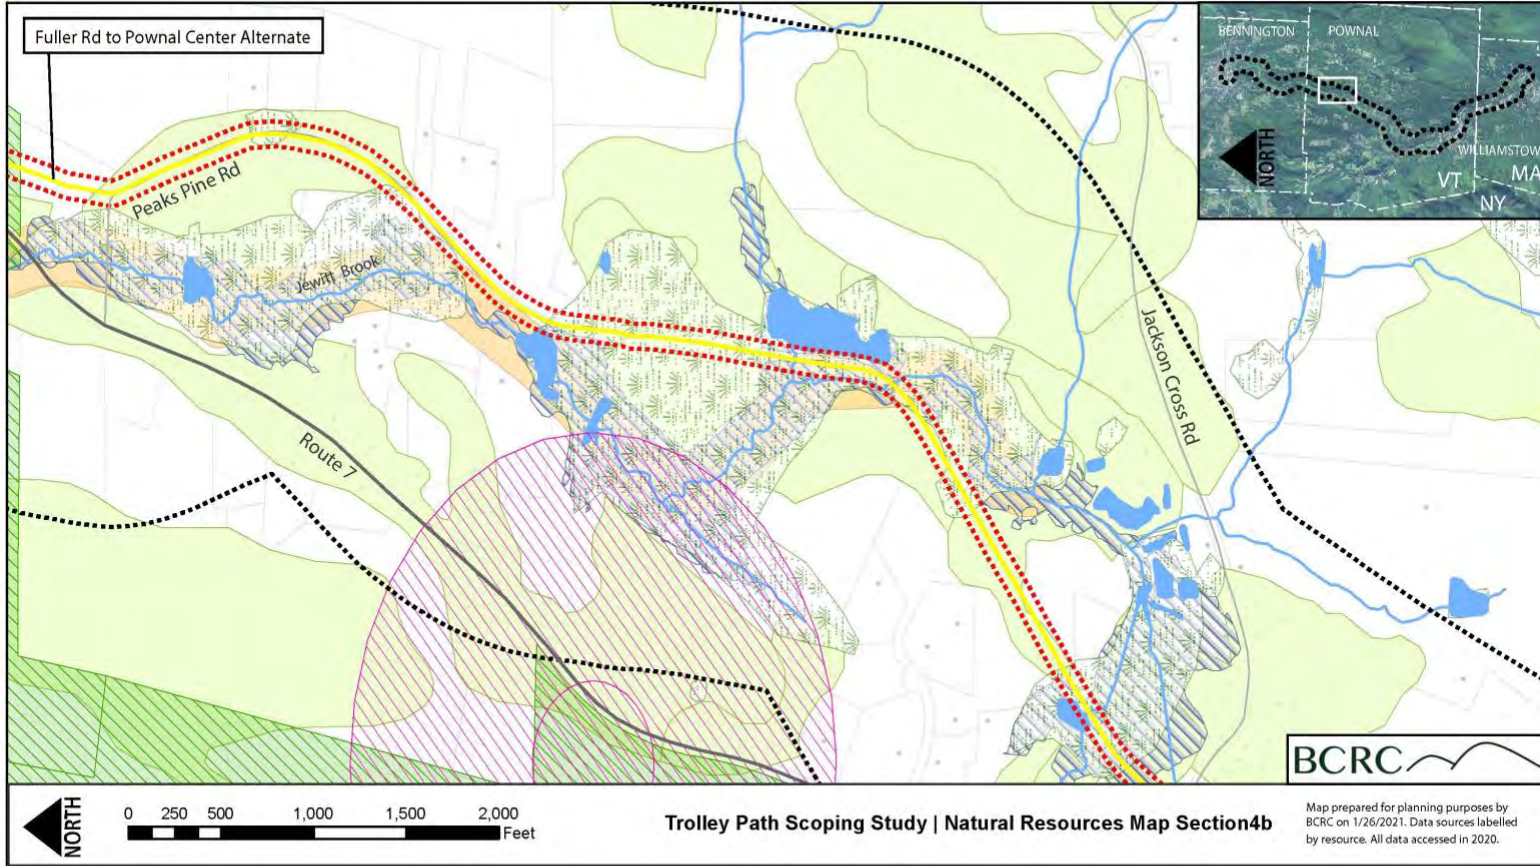 Fuller Rd to Pownal Center Alternate
BENNINGTON
POWNAL
NORTH
WILLIAMSTOW
VT
MA
NY
Peaks Pine Rd
Jewitt Brook
Route 7
Jackson Cross Rd
BCRC
NORTH
0 250 500 1,000 1,500 2,000
Feet
Trolley Path Scoping Study | Natural Resources Map Section4b
Map prepared for planning purposes by
BCRC on 1/26/2021. Data sources labelled
by resource. All data accessed in 2020.